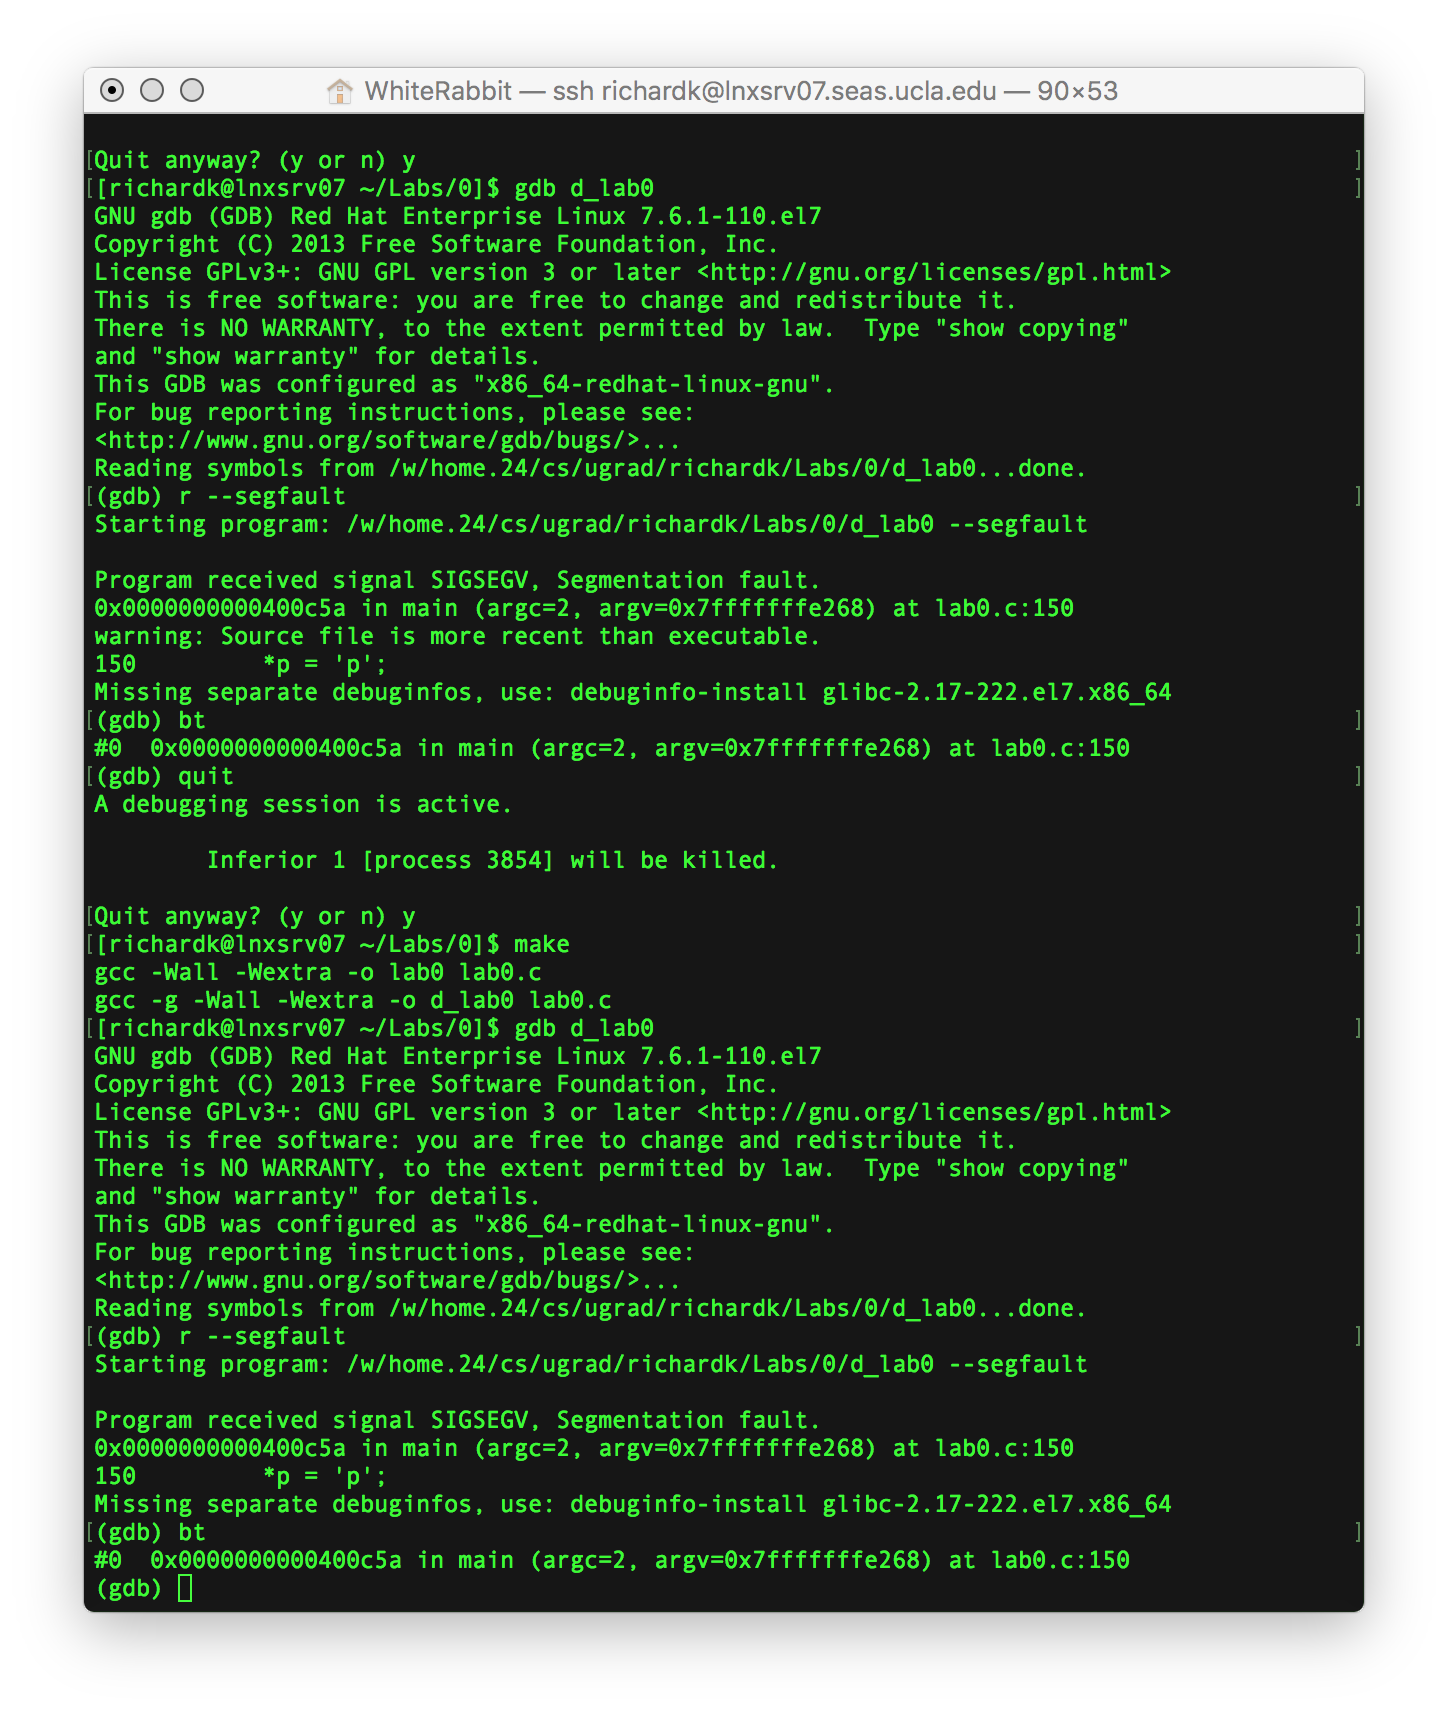 WhiteRabbit — ssh richardk@lnxsrv07.seas.ucla.edu — 90×53
[Quit anyway? (y or n) y ]
[[richardk@lnxsrv07 ~/Labs/0]$ gdb d_lab0 ]
GNU gdb (GDB) Red Hat Enterprise Linux 7.6.1-110.el7
Copyright (C) 2013 Free Software Foundation, Inc.
License GPLv3+: GNU GPL version 3 or later <http://gnu.org/licenses/gpl.html>
This is free software: you are free to change and redistribute it.
There is NO WARRANTY, to the extent permitted by law.  Type "show copying"
and "show warranty" for details.
This GDB was configured as "x86_64-redhat-linux-gnu".
For bug reporting instructions, please see:
<http://www.gnu.org/software/gdb/bugs/>...
Reading symbols from /w/home.24/cs/ugrad/richardk/Labs/0/d_lab0...done.
[(gdb) r --segfault ]
Starting program: /w/home.24/cs/ugrad/richardk/Labs/0/d_lab0 --segfault
Program received signal SIGSEGV, Segmentation fault.
0x0000000000400c5a in main (argc=2, argv=0x7fffffffe268) at lab0.c:150
warning: Source file is more recent than executable.
150         *p = 'p';
Missing separate debuginfos, use: debuginfo-install glibc-2.17-222.el7.x86_64
[(gdb) bt ]
#0  0x0000000000400c5a in main (argc=2, argv=0x7fffffffe268) at lab0.c:150
[(gdb) quit ]
A debugging session is active.
        Inferior 1 [process 3854] will be killed.
[Quit anyway? (y or n) y ]
[[richardk@lnxsrv07 ~/Labs/0]$ make ]
gcc -Wall -Wextra -o lab0 lab0.c
gcc -g -Wall -Wextra -o d_lab0 lab0.c
[[richardk@lnxsrv07 ~/Labs/0]$ gdb d_lab0 ]
GNU gdb (GDB) Red Hat Enterprise Linux 7.6.1-110.el7
Copyright (C) 2013 Free Software Foundation, Inc.
License GPLv3+: GNU GPL version 3 or later <http://gnu.org/licenses/gpl.html>
This is free software: you are free to change and redistribute it.
There is NO WARRANTY, to the extent permitted by law.  Type "show copying"
and "show warranty" for details.
This GDB was configured as "x86_64-redhat-linux-gnu".
For bug reporting instructions, please see:
<http://www.gnu.org/software/gdb/bugs/>...
Reading symbols from /w/home.24/cs/ugrad/richardk/Labs/0/d_lab0...done.
[(gdb) r --segfault ]
Starting program: /w/home.24/cs/ugrad/richardk/Labs/0/d_lab0 --segfault
Program received signal SIGSEGV, Segmentation fault.
0x0000000000400c5a in main (argc=2, argv=0x7fffffffe268) at lab0.c:150
150         *p = 'p';
Missing separate debuginfos, use: debuginfo-install glibc-2.17-222.el7.x86_64
[(gdb) bt ]
#0  0x0000000000400c5a in main (argc=2, argv=0x7fffffffe268) at lab0.c:150
(gdb)